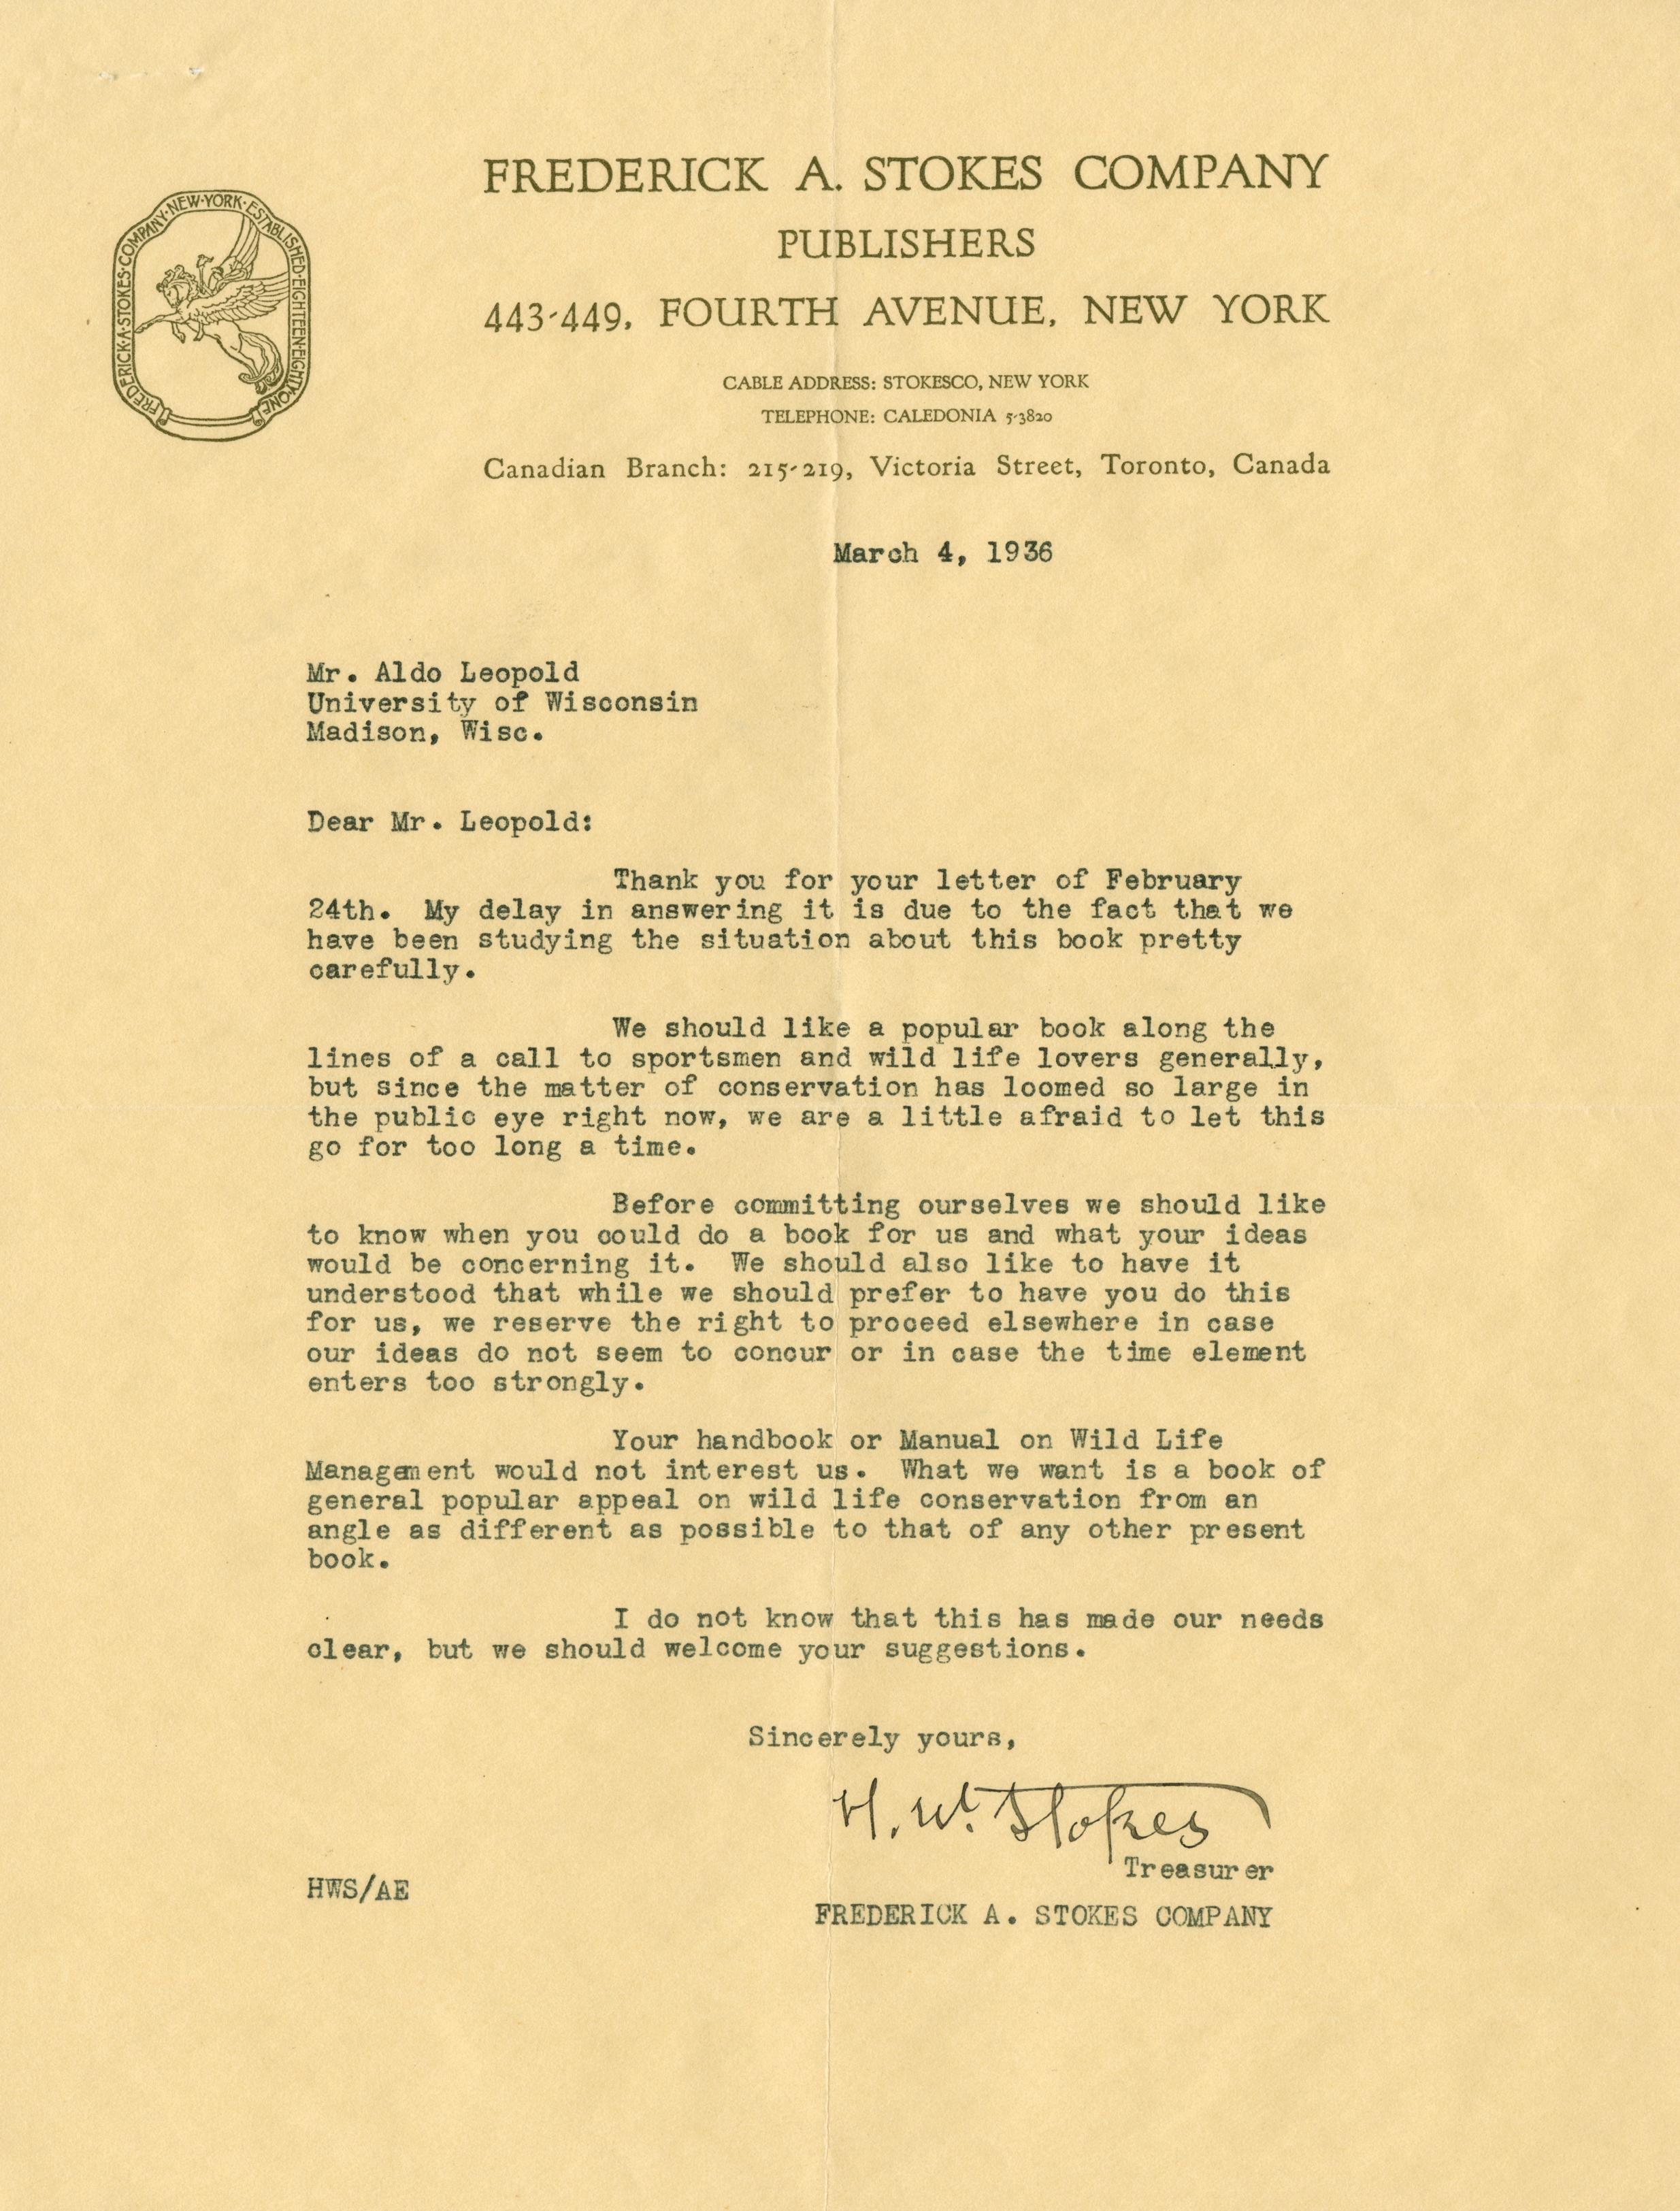 FREDERICK A. STOKES COMPANY
PUBLISHERS
443-449, FOURTH AVENUE, NEW YORK
FREDERICK·A·STOKES·COMPANY·NEW·YORK·ESTABLISHED·EIGHTEEN·EIGHTY·ONE
CABLE ADDRESS: STOKESCO, NEW YORK
TELEPHONE: CALEDONIA 5-3820
Canadian Branch: 215-219, Victoria Street, Toronto, Canada
March 4, 1936
Mr. Aldo Leopold
University of Wisconsin
Madison, Wisc.
Dear Mr. Leopold:
Thank you for your letter of February
24th. My delay in answering it is due to the fact that we
have been studying the situation about this book pretty
carefully.
We should like a popular book along the
lines of a call to sportsmen and wild life lovers generally,
but since the matter of conservation has loomed so large in
the public eye right now, we are a little afraid to let this
go for too long a time.
Before committing ourselves we should like
to know when you could do a book for us and what your ideas
would be concerning it. We should also like to have it
understood that while we should prefer to have you do this
for us, we reserve the right to proceed elsewhere in case
our ideas do not seem to concur or in case the time element
enters too strongly.
Your handbook or Manual on Wild Life
Management would not interest us. What we want is a book of
general popular appeal on wild life conservation from an
angle as different as possible to that of any other present
book.
I do not know that this has made our needs
clear, but we should welcome your suggestions.
Sincerely yours,
H. W. Stokes
Treasurer
HWS/AE
FREDERICK A. STOKES COMPANY